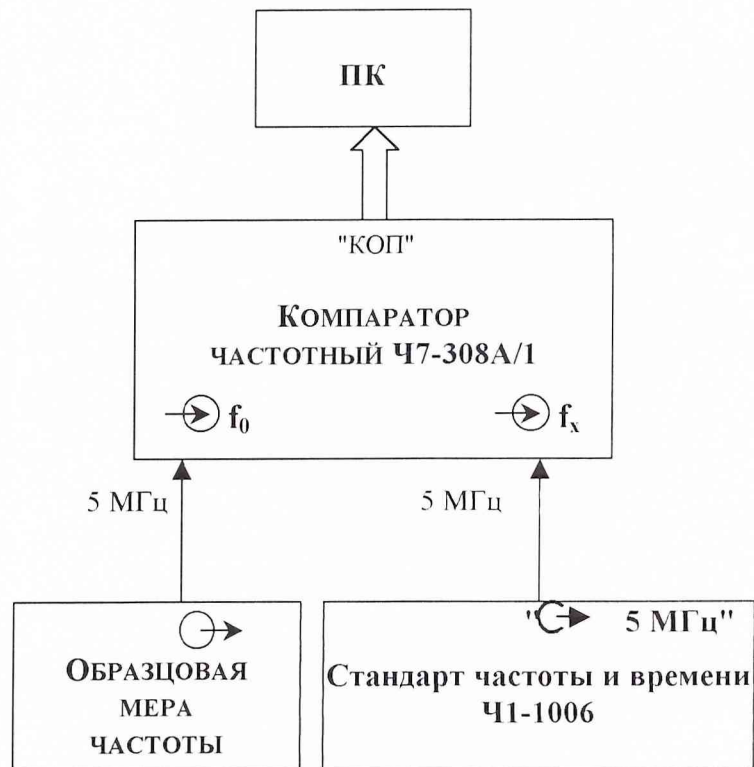 ПК
"КОП"
КОМПАРАТОР
ЧАСТОТНЫЙ Ч7-308А/1
f₀
fₓ
5 МГц
5 МГц
" 5 МГц"
ОБРАЗЦОВАЯ
МЕРА
ЧАСТОТЫ
Стандарт частоты и времени
Ч1-1006